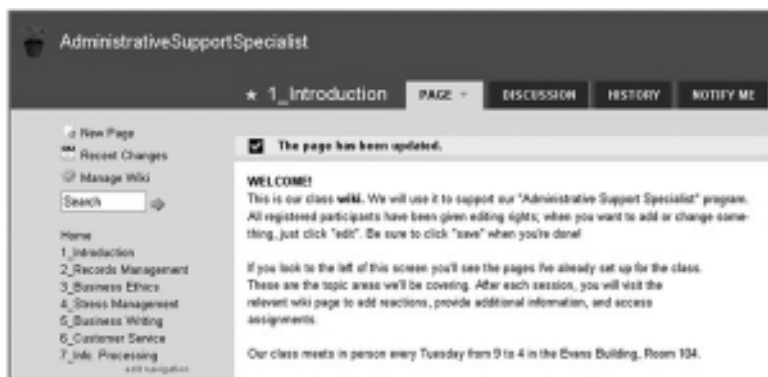 AdministrativeSupportSpecialist
★ 1_Introduction PAGE DISCUSSION HISTORY NOTIFY ME
New Page
Recent Changes
Manage Wiki
Search
Home
1_Introduction
2_Records Management
3_Business Ethics
4_Stress Management
5_Business Writing
6_Customer Service
7_Info. Processing
edit navigation
The page has been updated.
WELCOME!
This is our class wiki. We will use it to support our "Administrative Support Specialist" program.
All registered participants have been given editing rights; when you want to add or change some-
thing, just click "edit". Be sure to click "save" when you're done!
If you look to the left of this screen you'll see the pages I've already set up for the class.
These are the topic areas we'll be covering. After each session, you will visit the
relevant wiki page to add reactions, provide additional information, and access
assignments.
Our class meets in person every Tuesday from 9 to 4 in the Evans Building, Room 104.